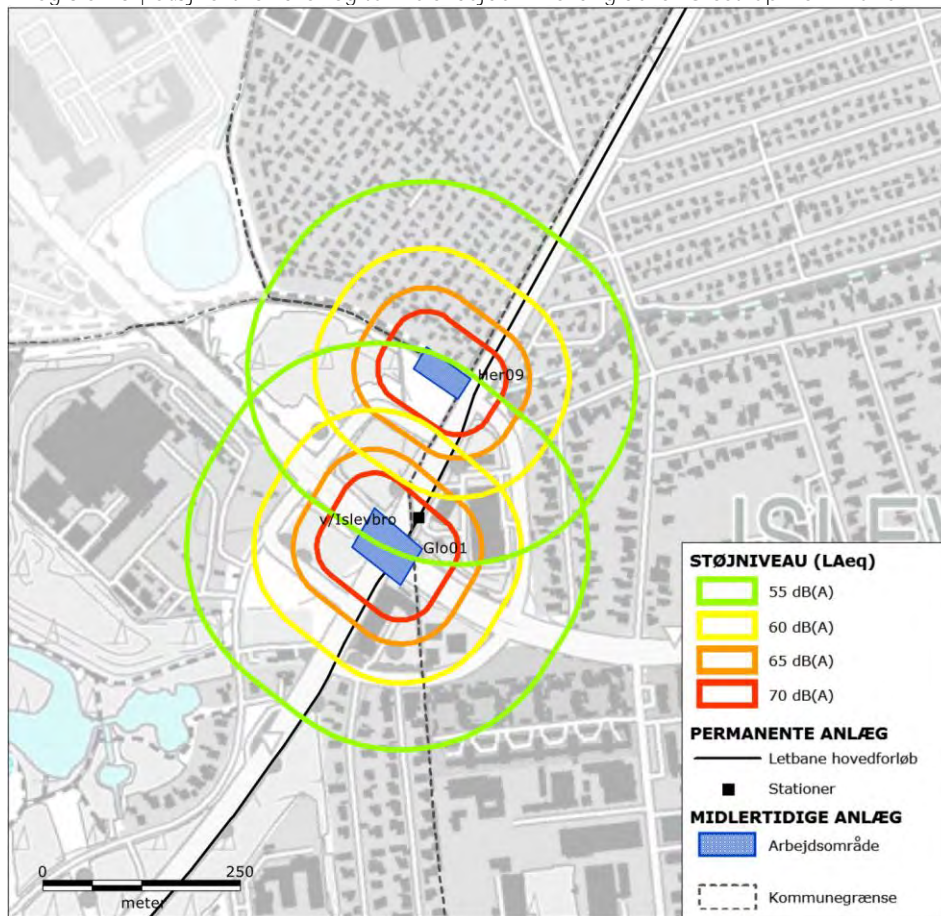 Her09
v/Islevbro
Glo01
ISLEV
STØJNIVEAU (LAeq)
55 dB(A)
60 dB(A)
65 dB(A)
70 dB(A)
PERMANENTE ANLÆG
Letbane hovedforløb
Stationer
MIDLERTIDIGE ANLÆG
Arbejdsområde
Kommunegrænse
0 250
meter